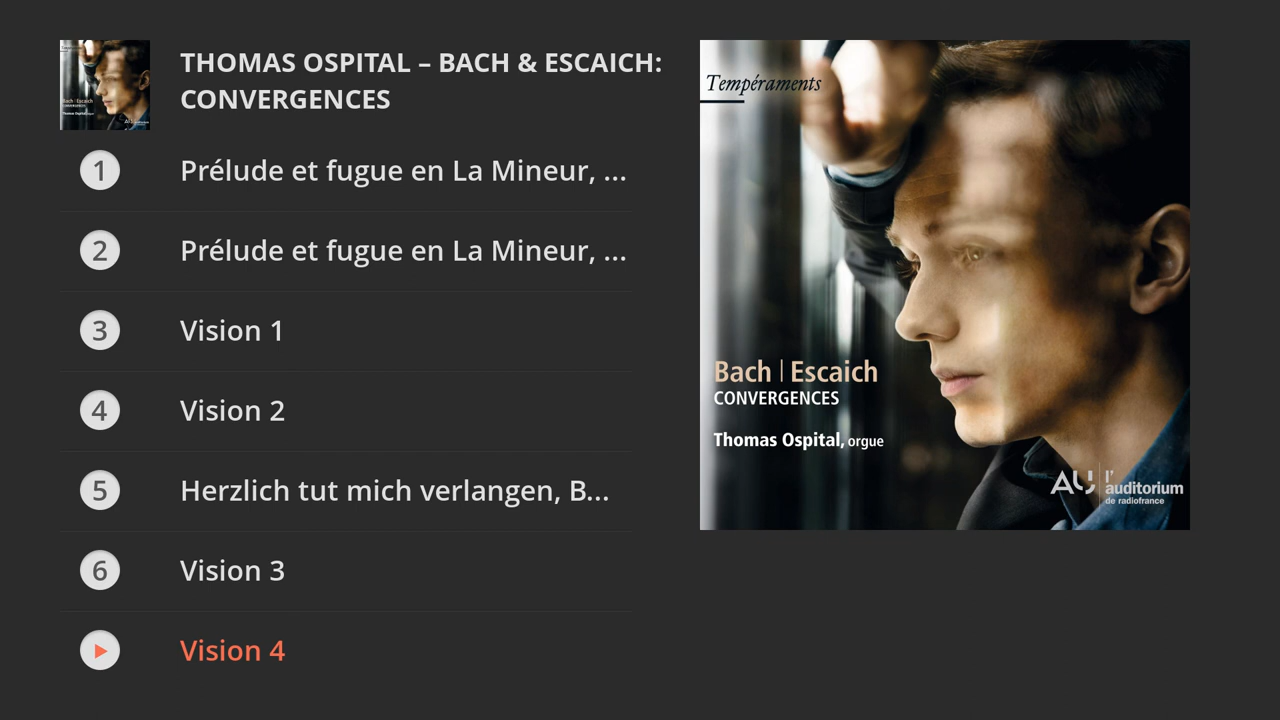 THOMAS OSPITAL – BACH & ESCAICH:
CONVERGENCES
1 Prélude et fugue en La Mineur, ...
2 Prélude et fugue en La Mineur, ...
3 Vision 1
4 Vision 2
5 Herzlich tut mich verlangen, B...
6 Vision 3
Vision 4
Tempéraments
Bach | Escaich
CONVERGENCES
Thomas Ospital, orgue
AU l'
auditorium
de radiofrance